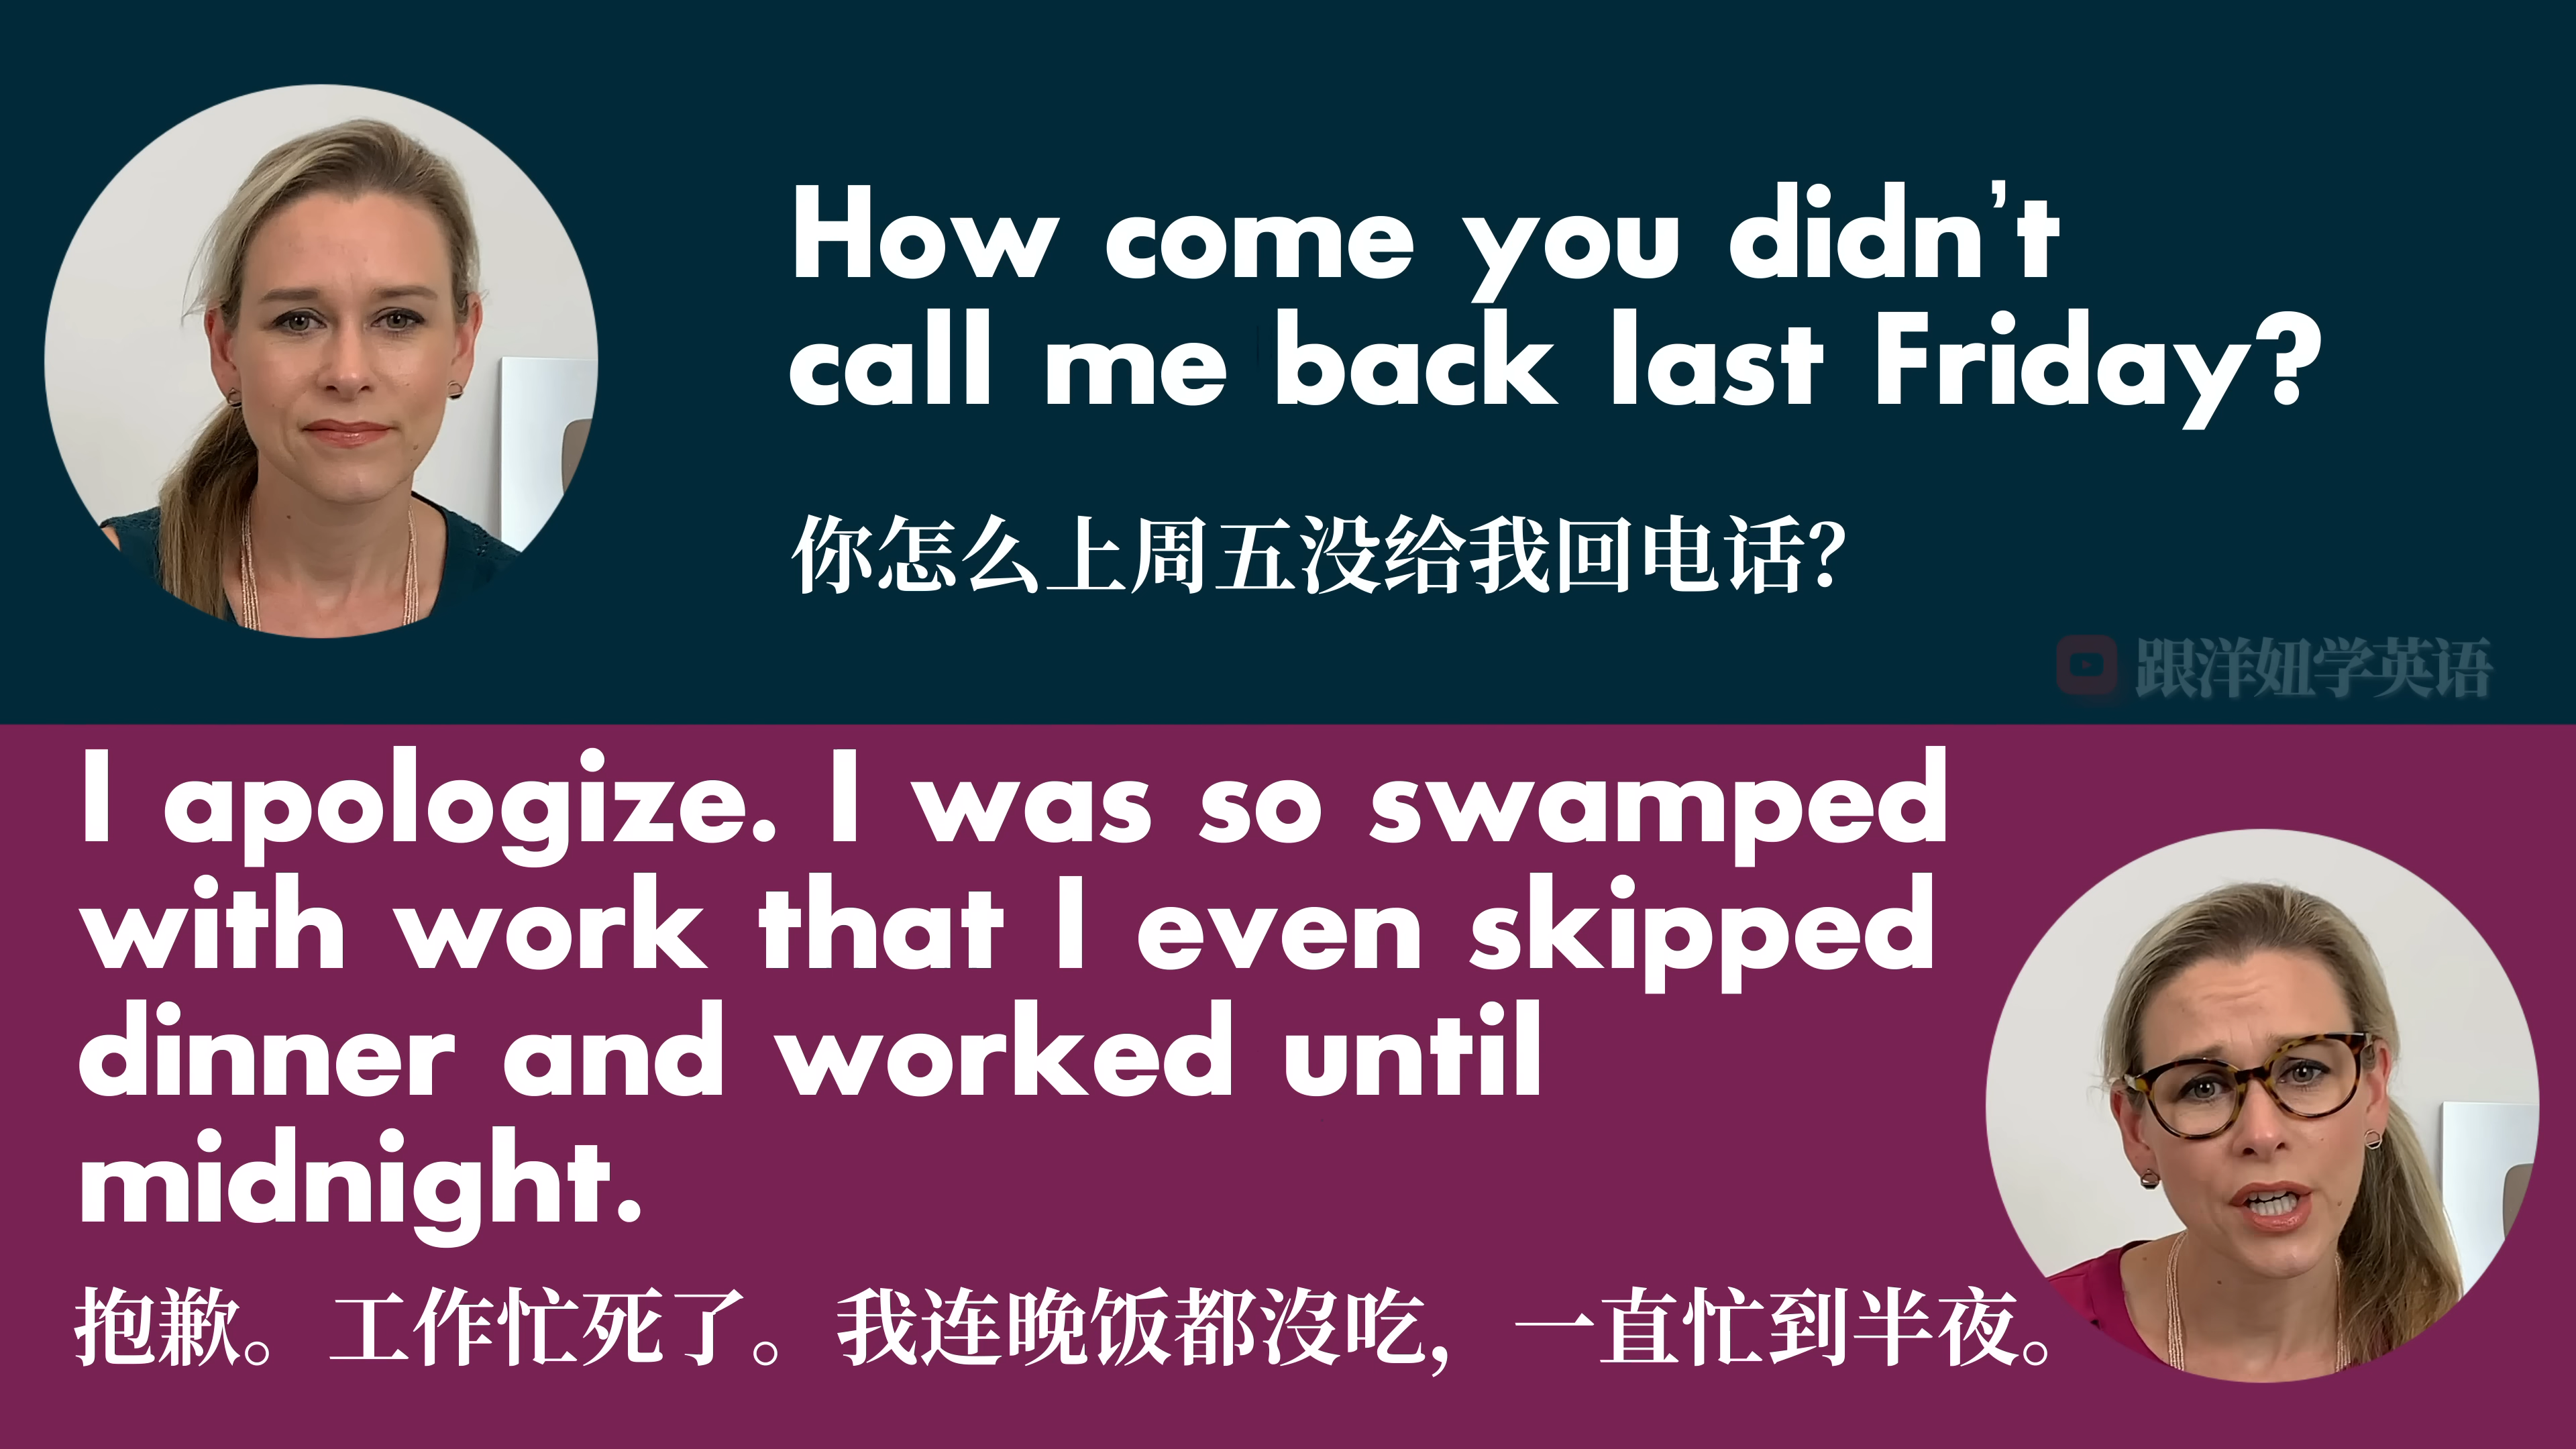 How come you didn’t
call me back last Friday?
你怎么上周五没给我回电话？
跟洋妞学英语
I apologize. I was so swamped
with work that I even skipped
dinner and worked until
midnight.
抱歉。工作忙死了。我连晚饭都沒吃，一直忙到半夜。